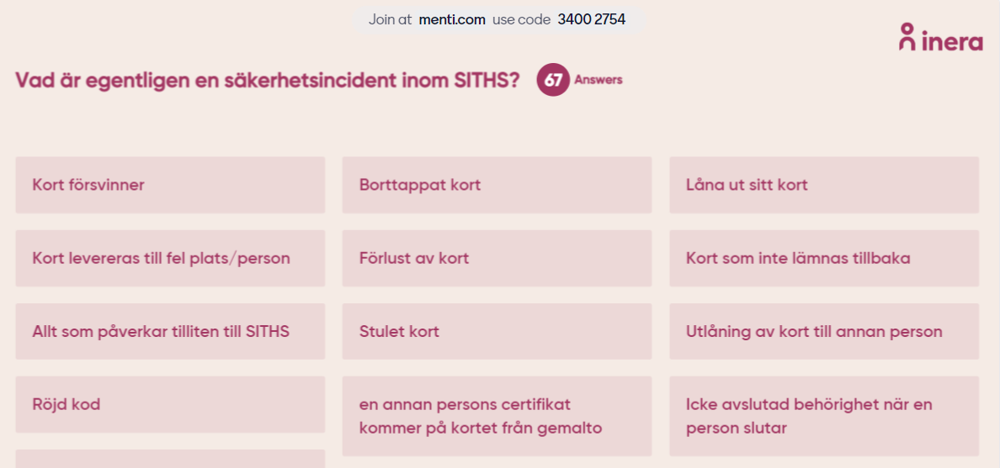 Join at menti.com use code 3400 2754
inera
Vad är egentligen en säkerhetsincident inom SITHS?
67 Answers
Kort försvinner
Borttappat kort
Låna ut sitt kort
Kort levereras till fel plats/person
Förlust av kort
Kort som inte lämnas tillbaka
Allt som påverkar tilliten till SITHS
Stulet kort
Utlåning av kort till annan person
Röjd kod
en annan persons certifikat
kommer på kortet från gemalto
Icke avslutad behörighet när en
person slutar